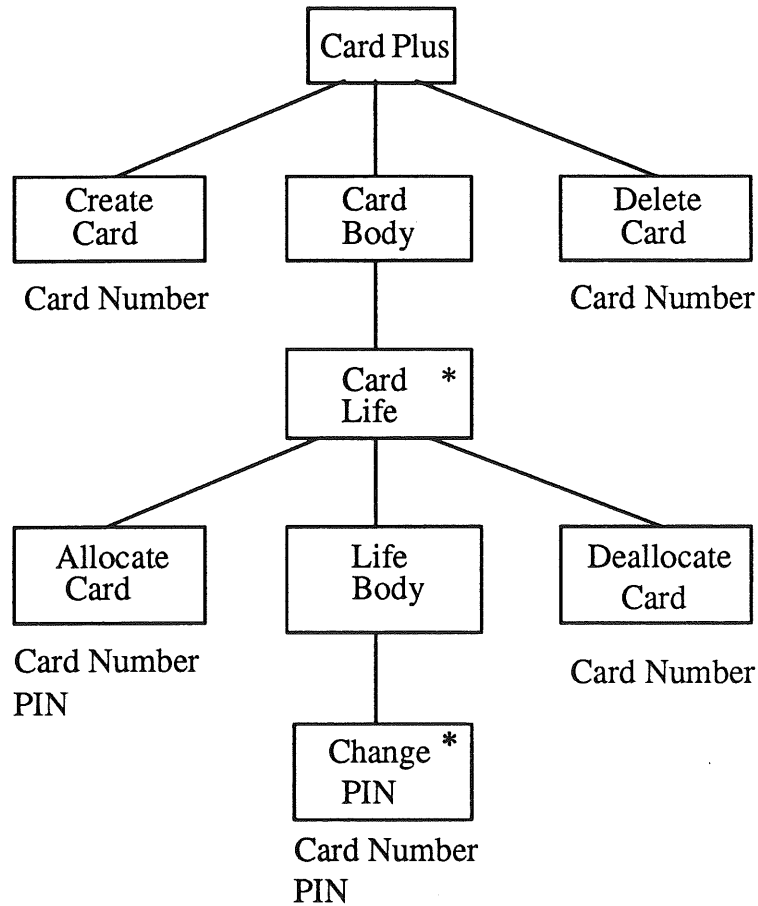 Card Plus
Create
Card
Card
Body
Delete
Card
Card Number
Card Number
Card *
Life
Allocate
Card
Life
Body
Deallocate
Card
Card Number
PIN
Card Number
Change *
PIN
Card Number
PIN